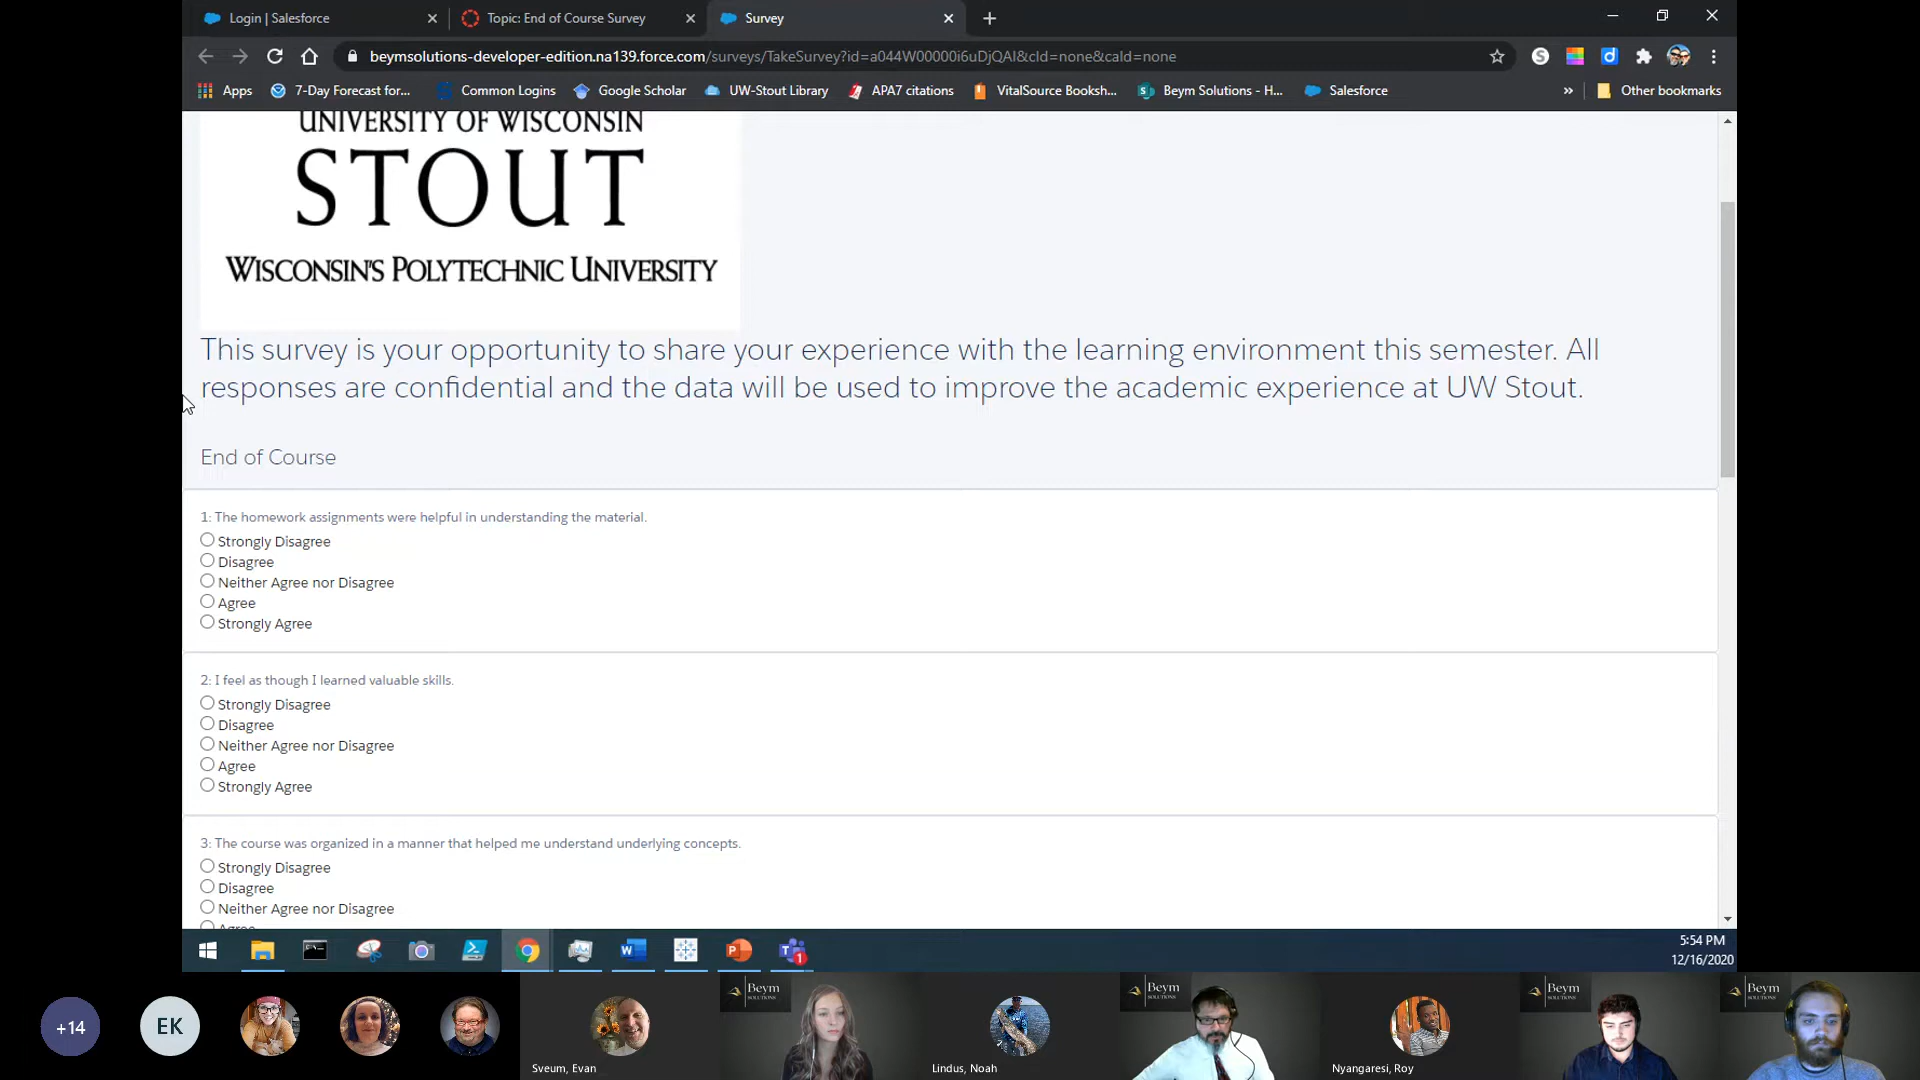 Login | Salesforce
Topic: End of Course Survey
Survey
beymsolutions-developer-edition.na139.force.com/surveys/TakeSurvey?id=a044W00000i6uDjQAI&cId=none&caId=none
Apps
7-Day Forecast for...
Common Logins
Google Scholar
UW-Stout Library
APA7 citations
VitalSource Booksh...
Beym Solutions - H...
Salesforce
»
Other bookmarks
UNIVERSITY OF WISCONSIN
STOUT
WISCONSIN'S POLYTECHNIC UNIVERSITY
This survey is your opportunity to share your experience with the learning environment this semester. All
responses are confidential and the data will be used to improve the academic experience at UW Stout.
End of Course
1: The homework assignments were helpful in understanding the material.
Strongly Disagree
Disagree
Neither Agree nor Disagree
Agree
Strongly Agree
2: I feel as though I learned valuable skills.
Strongly Disagree
Disagree
Neither Agree nor Disagree
Agree
Strongly Agree
3: The course was organized in a manner that helped me understand underlying concepts.
Strongly Disagree
Disagree
Neither Agree nor Disagree
Agree
5:54 PM
12/16/2020
+14
EK
Sveum, Evan
Beym
SOLUTIONS
Lindus, Noah
Beym
SOLUTIONS
Nyangaresi, Roy
Beym
SOLUTIONS
Beym
SOLUTIONS